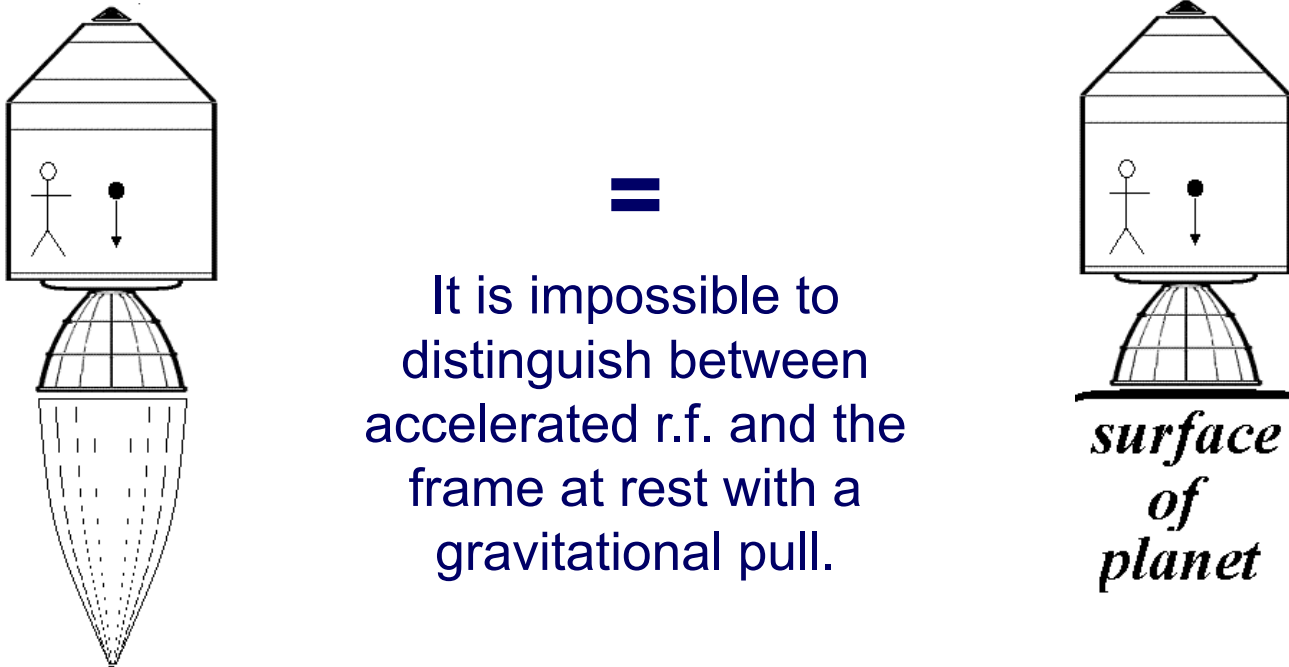 =
It is impossible to
distinguish between
accelerated r.f. and the
frame at rest with a
gravitational pull.
surface
of
planet